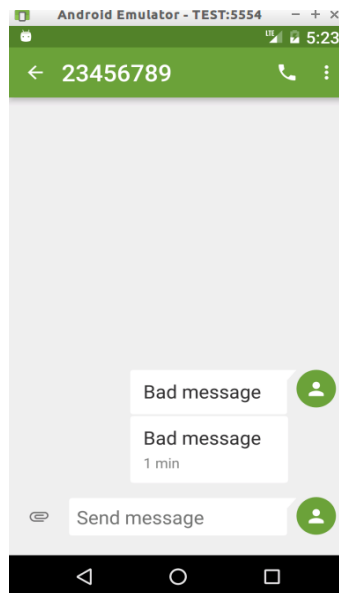 Android Emulator - TEST:5554
LTE 5:23
23456789
Bad message
Bad message
1 min
Send message